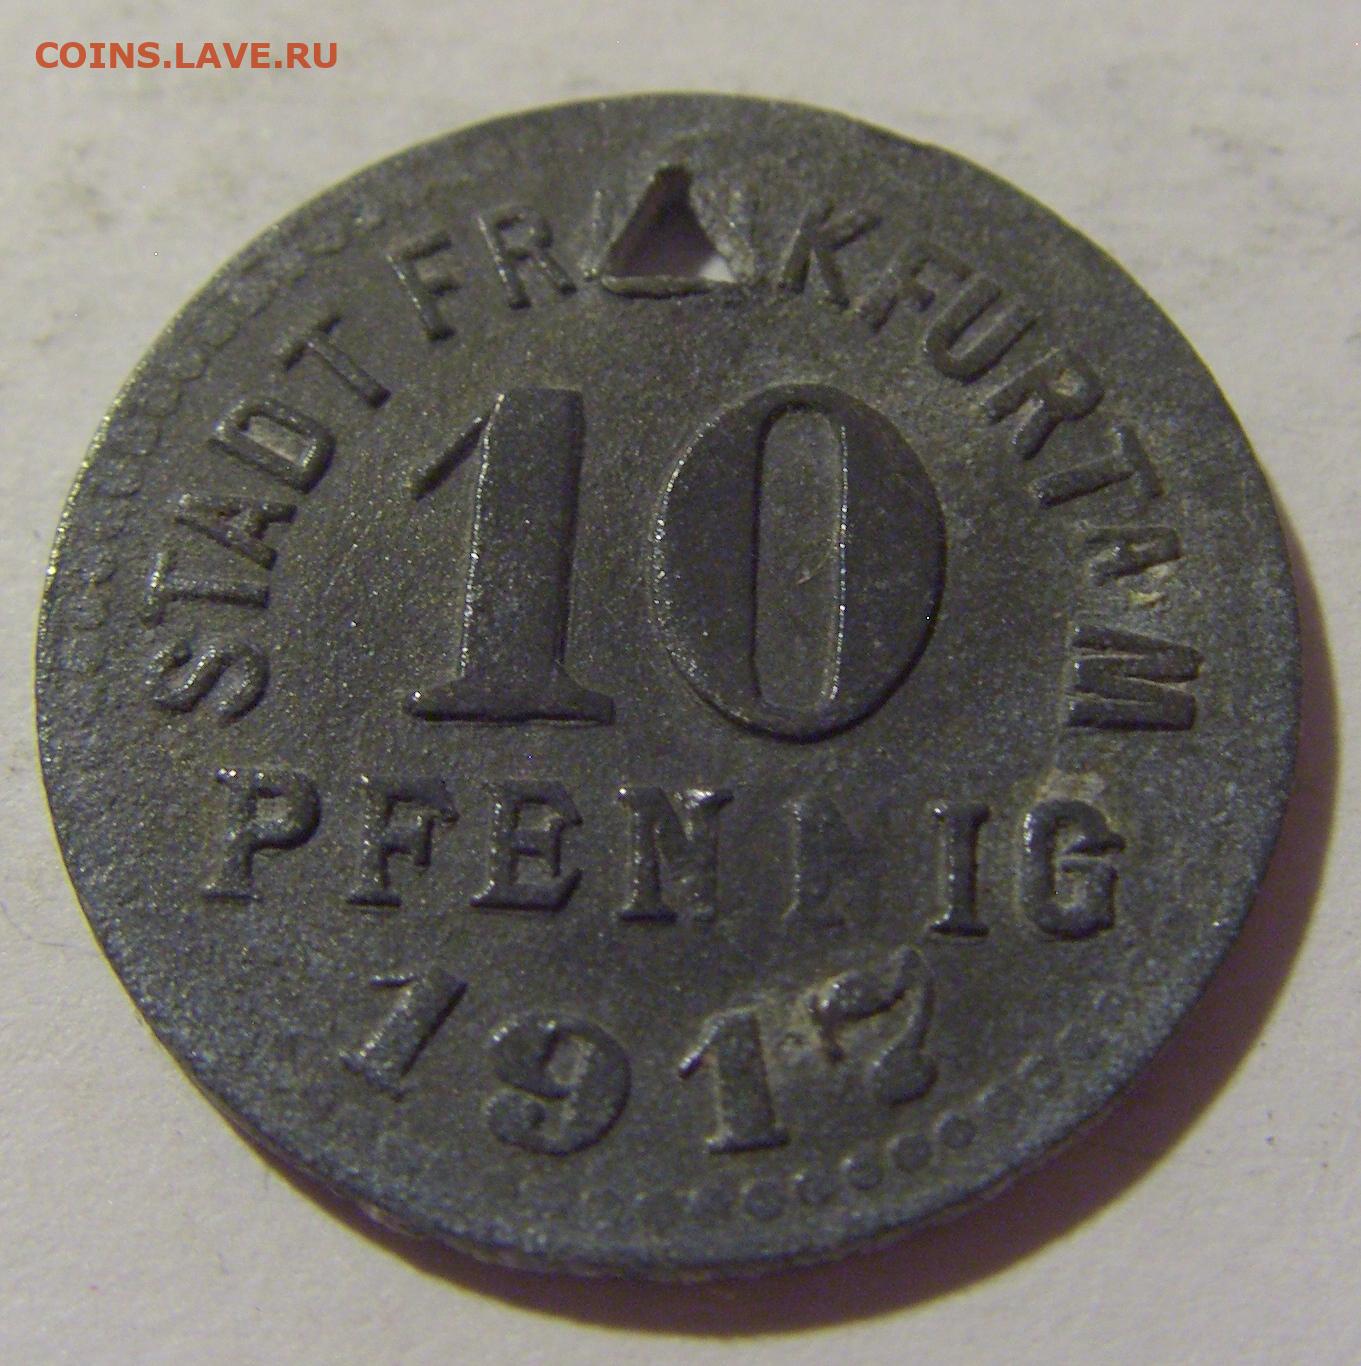 COINS.LAVE.RU
STADT FR KFURT A.M
10
PFENNIG
1917